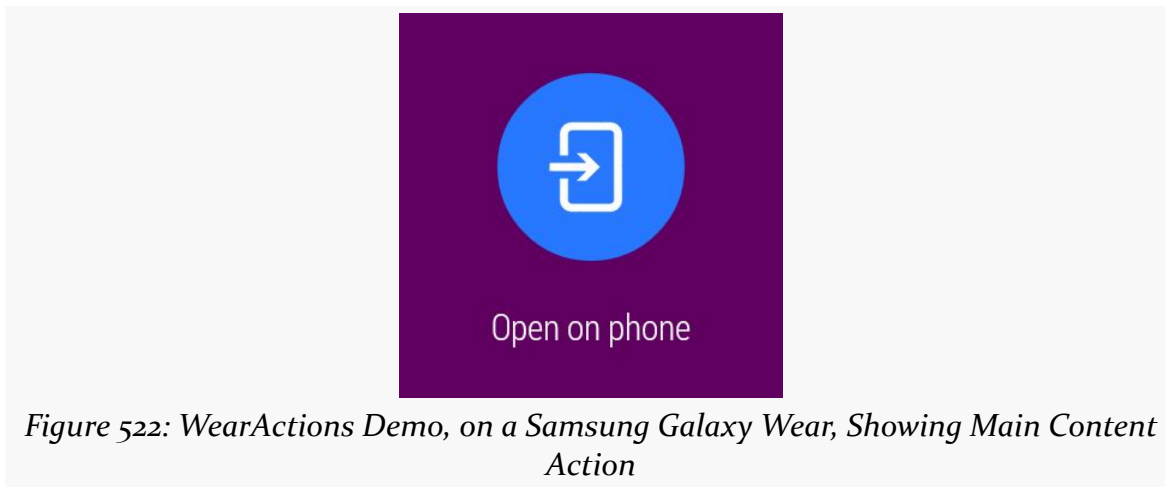 Open on phone
Figure 522: WearActions Demo, on a Samsung Galaxy Wear, Showing Main Content
Action